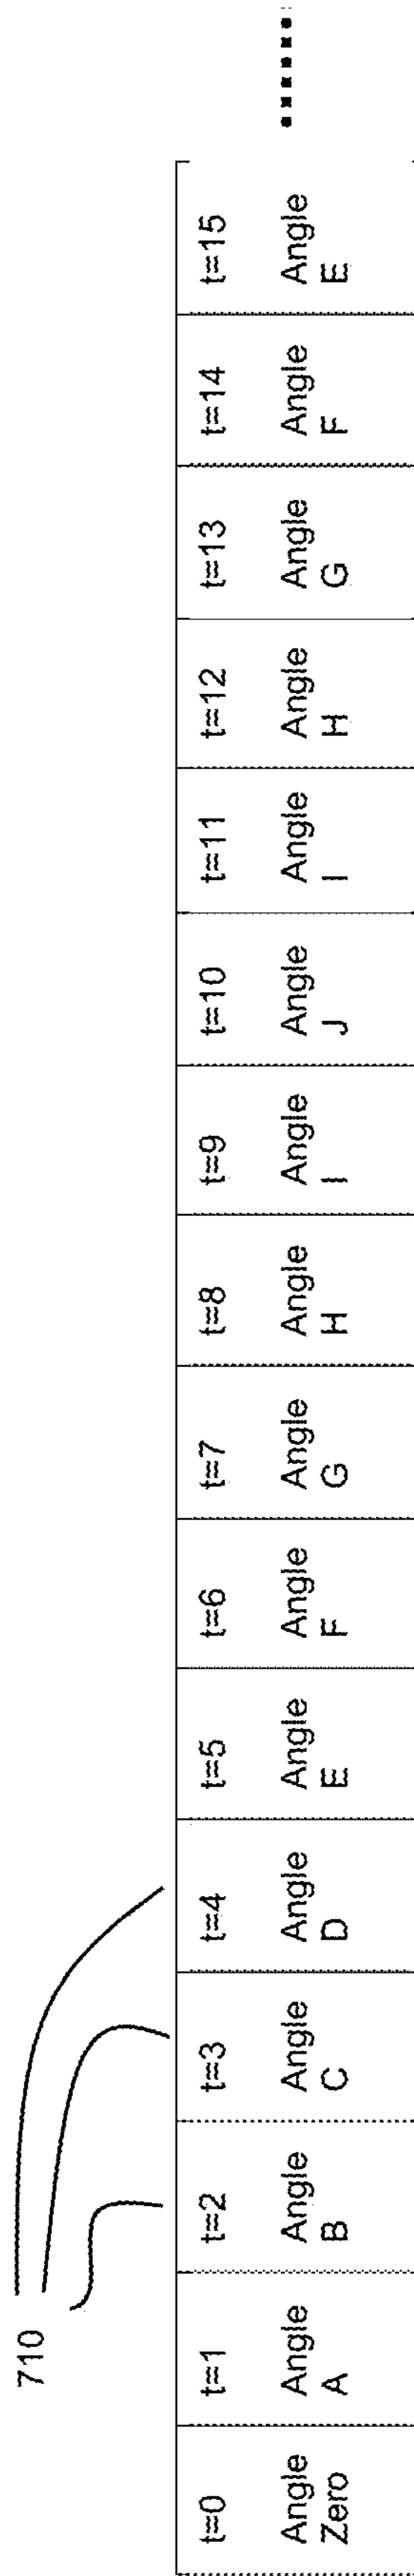 710
t=0 t=1 t=2 t=3 t=4 t=5 t=6 t=7 t=8 t=9 t=10 t=11 t=12 t=13 t=14 t=15
Angle Angle Angle Angle Angle Angle Angle Angle Angle Angle Angle Angle Angle Angle Angle Angle
Zero A B C D E F G H I J I H G F E